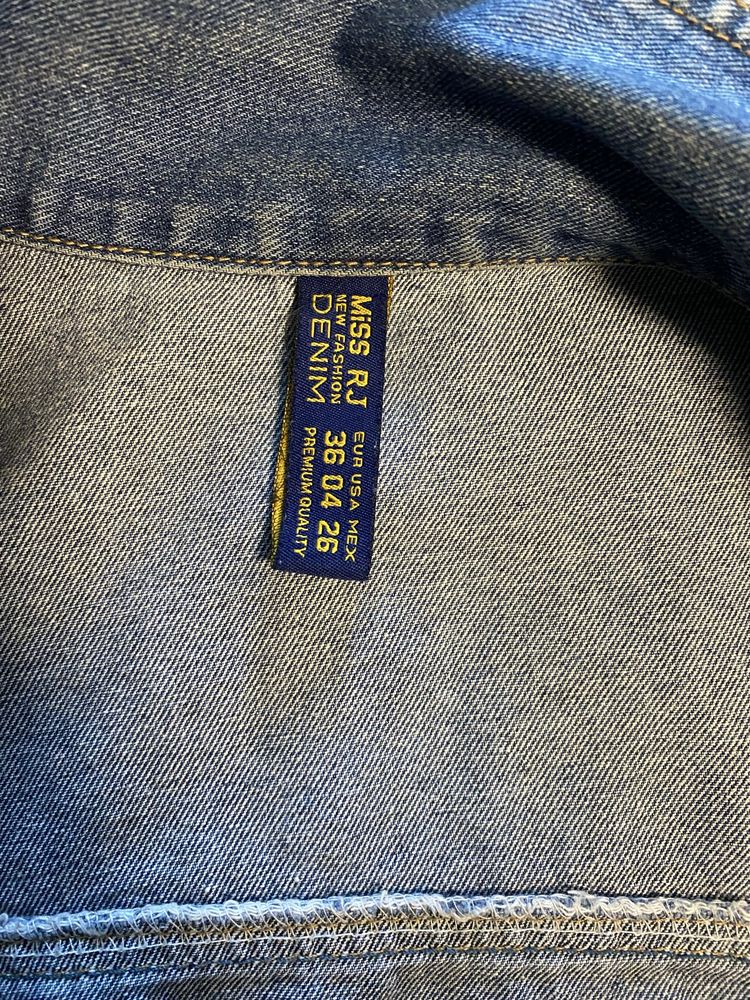 MiSS RJ
NEW FASHION
DENIM
EUR USA MEX
36 04 26
PREMIUM QUALITY